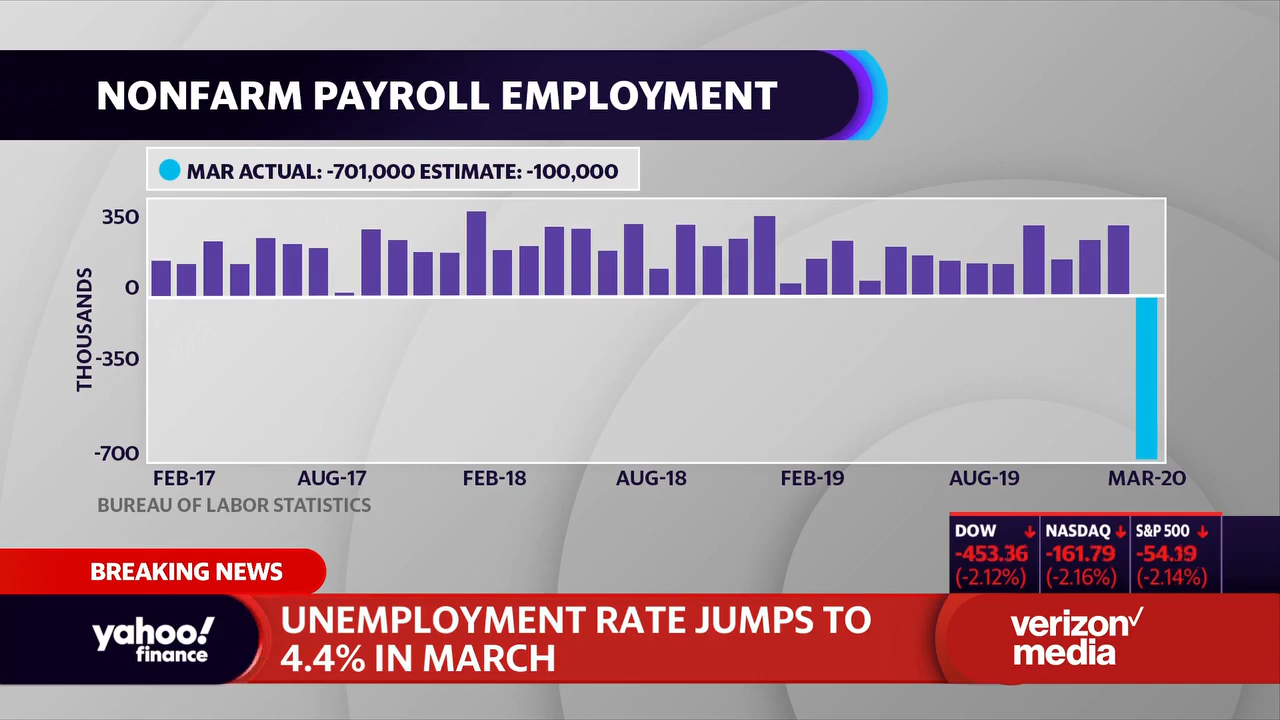 NONFARM PAYROLL EMPLOYMENT
MAR ACTUAL: -701,000 ESTIMATE: -100,000
350
0
-350
-700
THOUSANDS
FEB-17 AUG-17 FEB-18 AUG-18 FEB-19 AUG-19 MAR-20
BUREAU OF LABOR STATISTICS
DOW NASDAQ S&P 500
-453.36 -161.79 -54.19
(-2.12%) (-2.16%) (-2.14%)
BREAKING NEWS
yahoo!
finance
UNEMPLOYMENT RATE JUMPS TO
4.4% IN MARCH
verizon✓
media